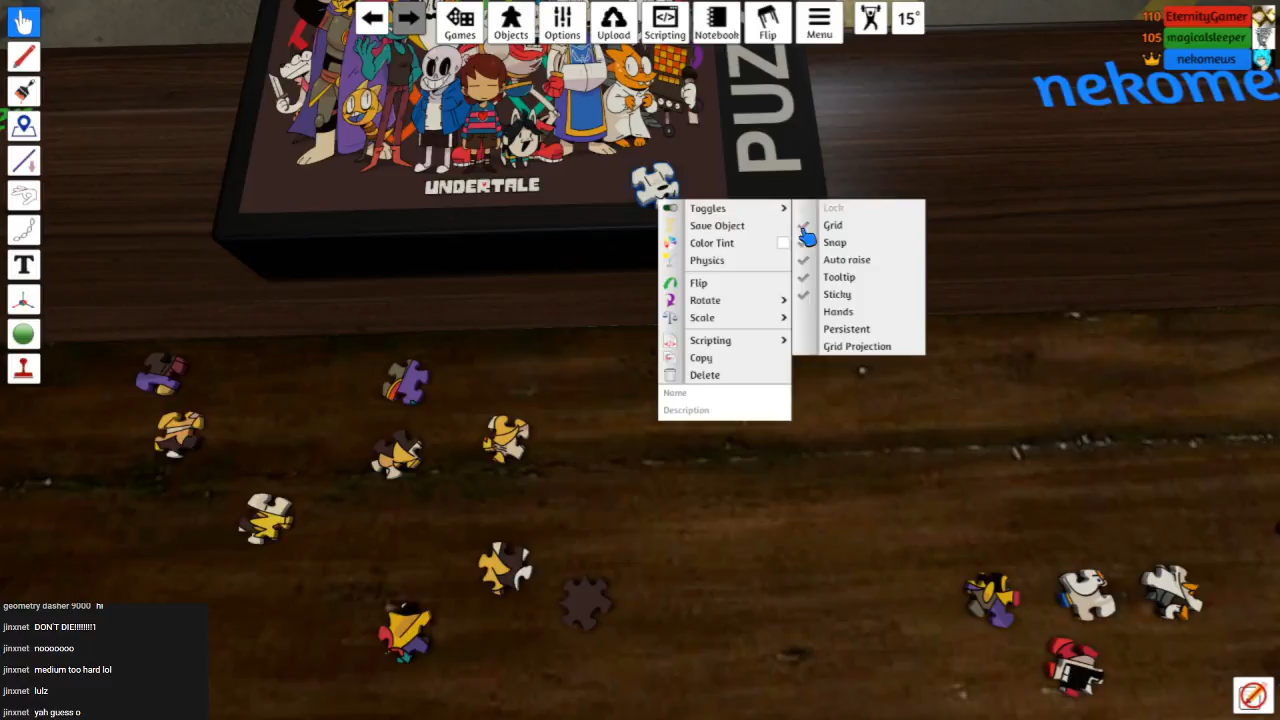 Games
Objects
Options
Upload
Scripting
Notebook
Flip
Menu
15°
110 EternityGamer
105 magicalsleeper
nekomews
nekomew
PUZ
UNDERTALE
Toggles
Save Object
Color Tint
Physics
Flip
Rotate
Scale
Scripting
Copy
Delete
Name
Description
Lock
Grid
Snap
Auto raise
Tooltip
Sticky
Hands
Persistent
Grid Projection
T
geometry dasher 9000 hi
jinxnet DON'T DIE!!!!!!!!1
jinxnet nooooooo
jinxnet medium too hard lol
jinxnet lulz
jinxnet yah guess o